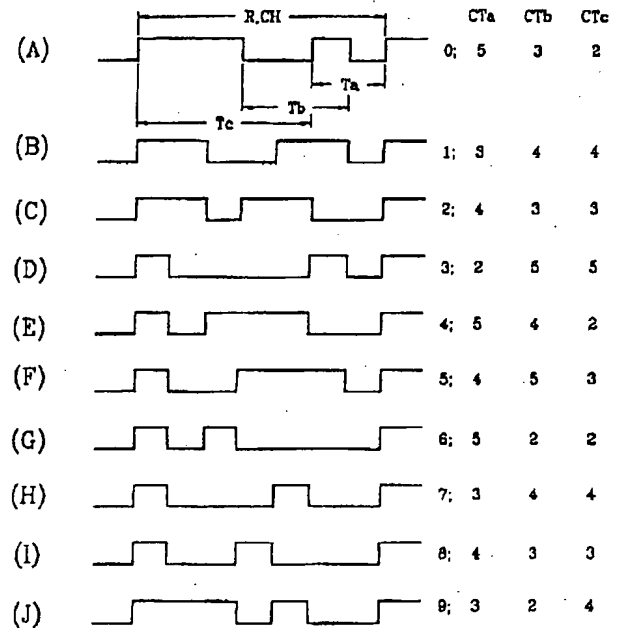 R,CH CTa CTb CTc
(A) 0; 5 3 2
Ta
Tb
Tc
(B) 1; 3 4 4
(C) 2; 4 3 3
(D) 3; 2 5 5
(E) 4; 5 4 2
(F) 5; 4 5 3
(G) 6; 5 2 2
(H) 7; 3 4 4
(I) 8; 4 3 3
(J) 9; 3 2 4